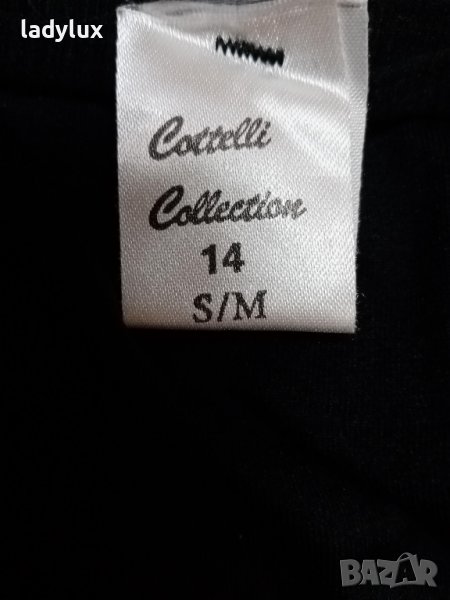 ladylux
Cottelli
Collection
14
S/M
BAZAR